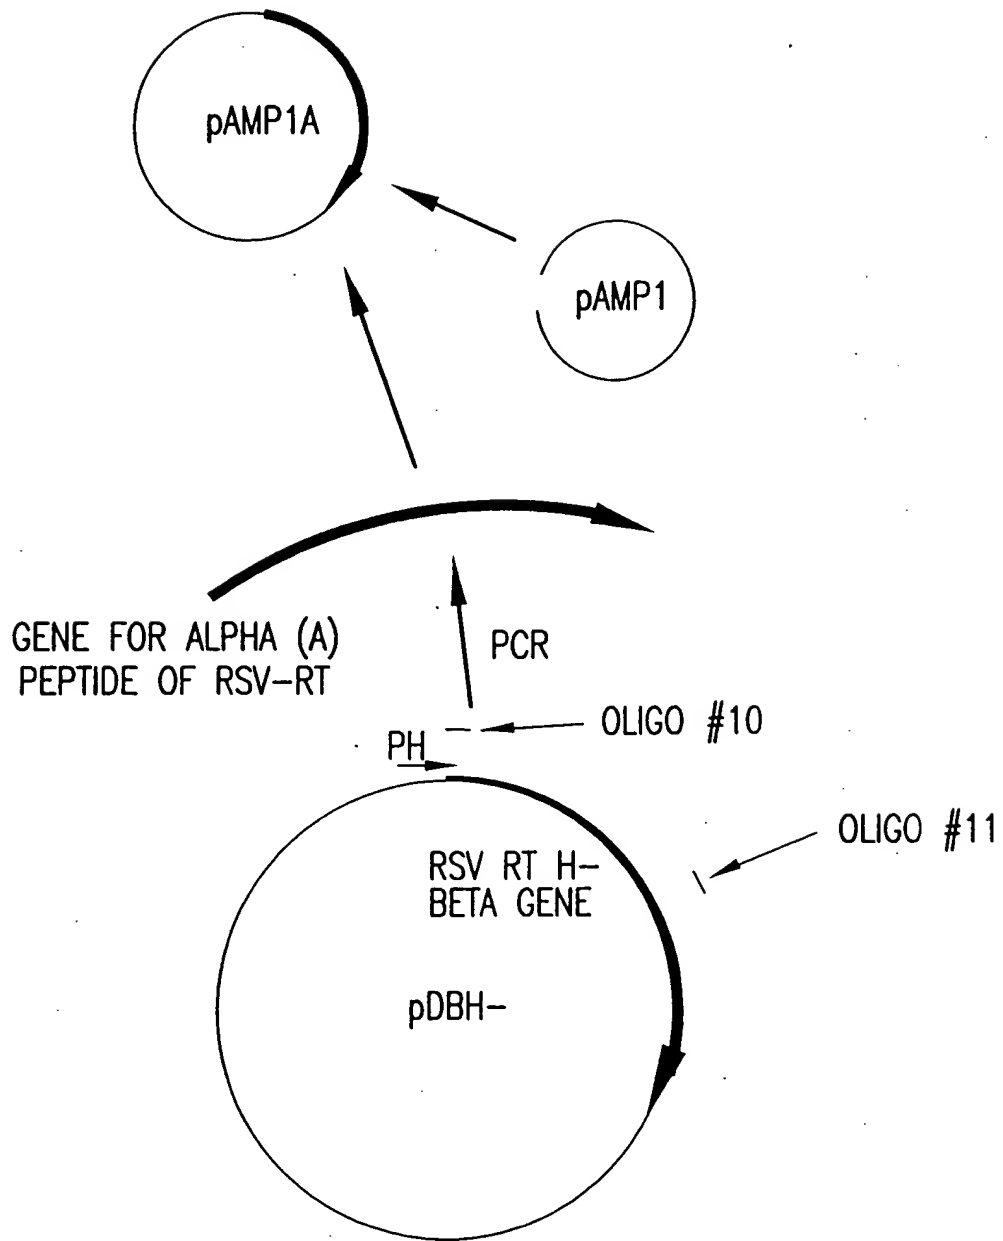 pAMP1A
pAMP1
GENE FOR ALPHA (A)
PEPTIDE OF RSV-RT
PCR
OLIGO #10
PH
OLIGO #11
RSV RT H-
BETA GENE
pDBH-